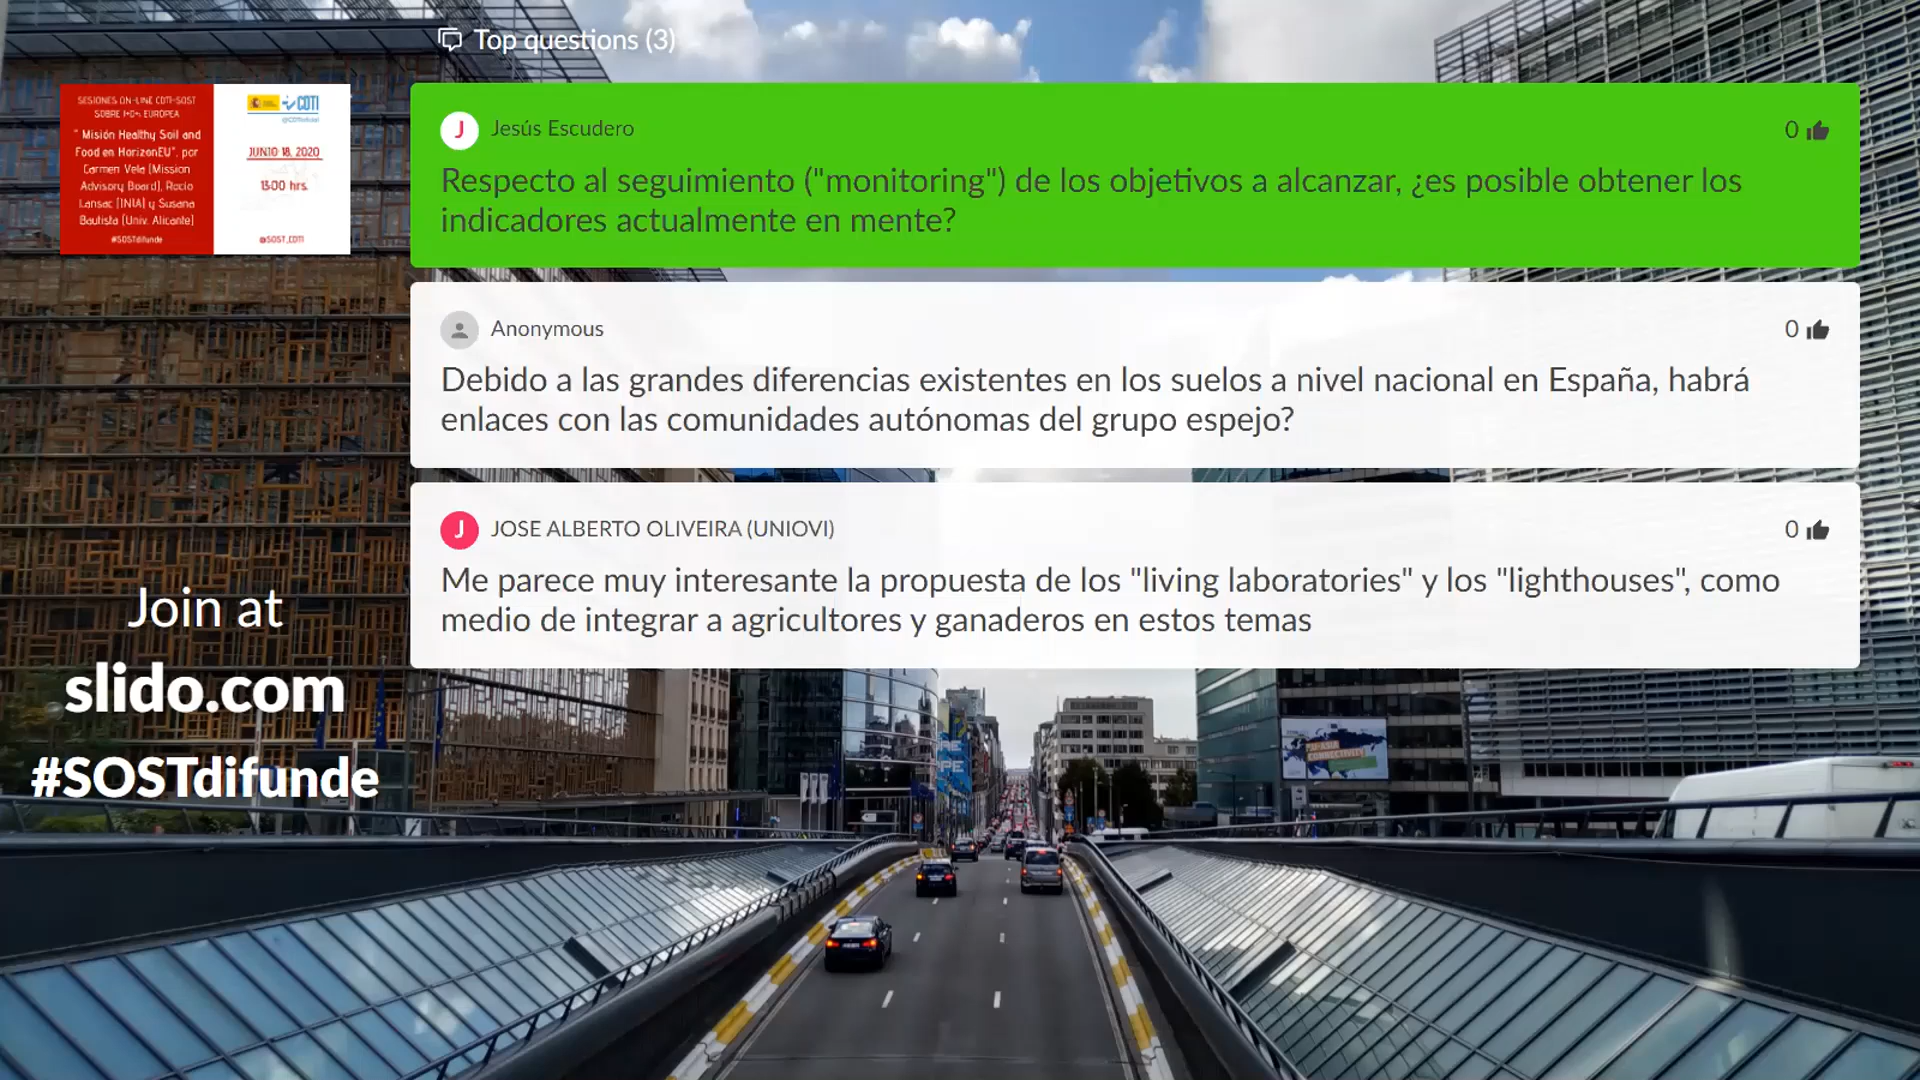 Top questions (3)
SESIONES ON-LINE CDTI-SOST
SOBRE I+D+i EUROPEA
" Misión Healthy Soil and
Food en HorizonEU", por
Carmen Vela (Mission
Advisory Board), Rocío
Lansac (INIA) y Susana
Bautista (Univ. Alicante)
#SOSTdifunde
CDTI
@CDTIoficial
JUNIO 18, 2020
13:00 hrs.
@SOST_CDTI
J Jesús Escudero 0
Respecto al seguimiento ("monitoring") de los objetivos a alcanzar, ¿es posible obtener los
indicadores actualmente en mente?
Anonymous 0
Debido a las grandes diferencias existentes en los suelos a nivel nacional en España, habrá
enlaces con las comunidades autónomas del grupo espejo?
J JOSE ALBERTO OLIVEIRA (UNIOVI) 0
Me parece muy interesante la propuesta de los "living laboratories" y los "lighthouses", como
medio de integrar a agricultores y ganaderos en estos temas
Join at
slido.com
#SOSTdifunde
CONNECTIVITY